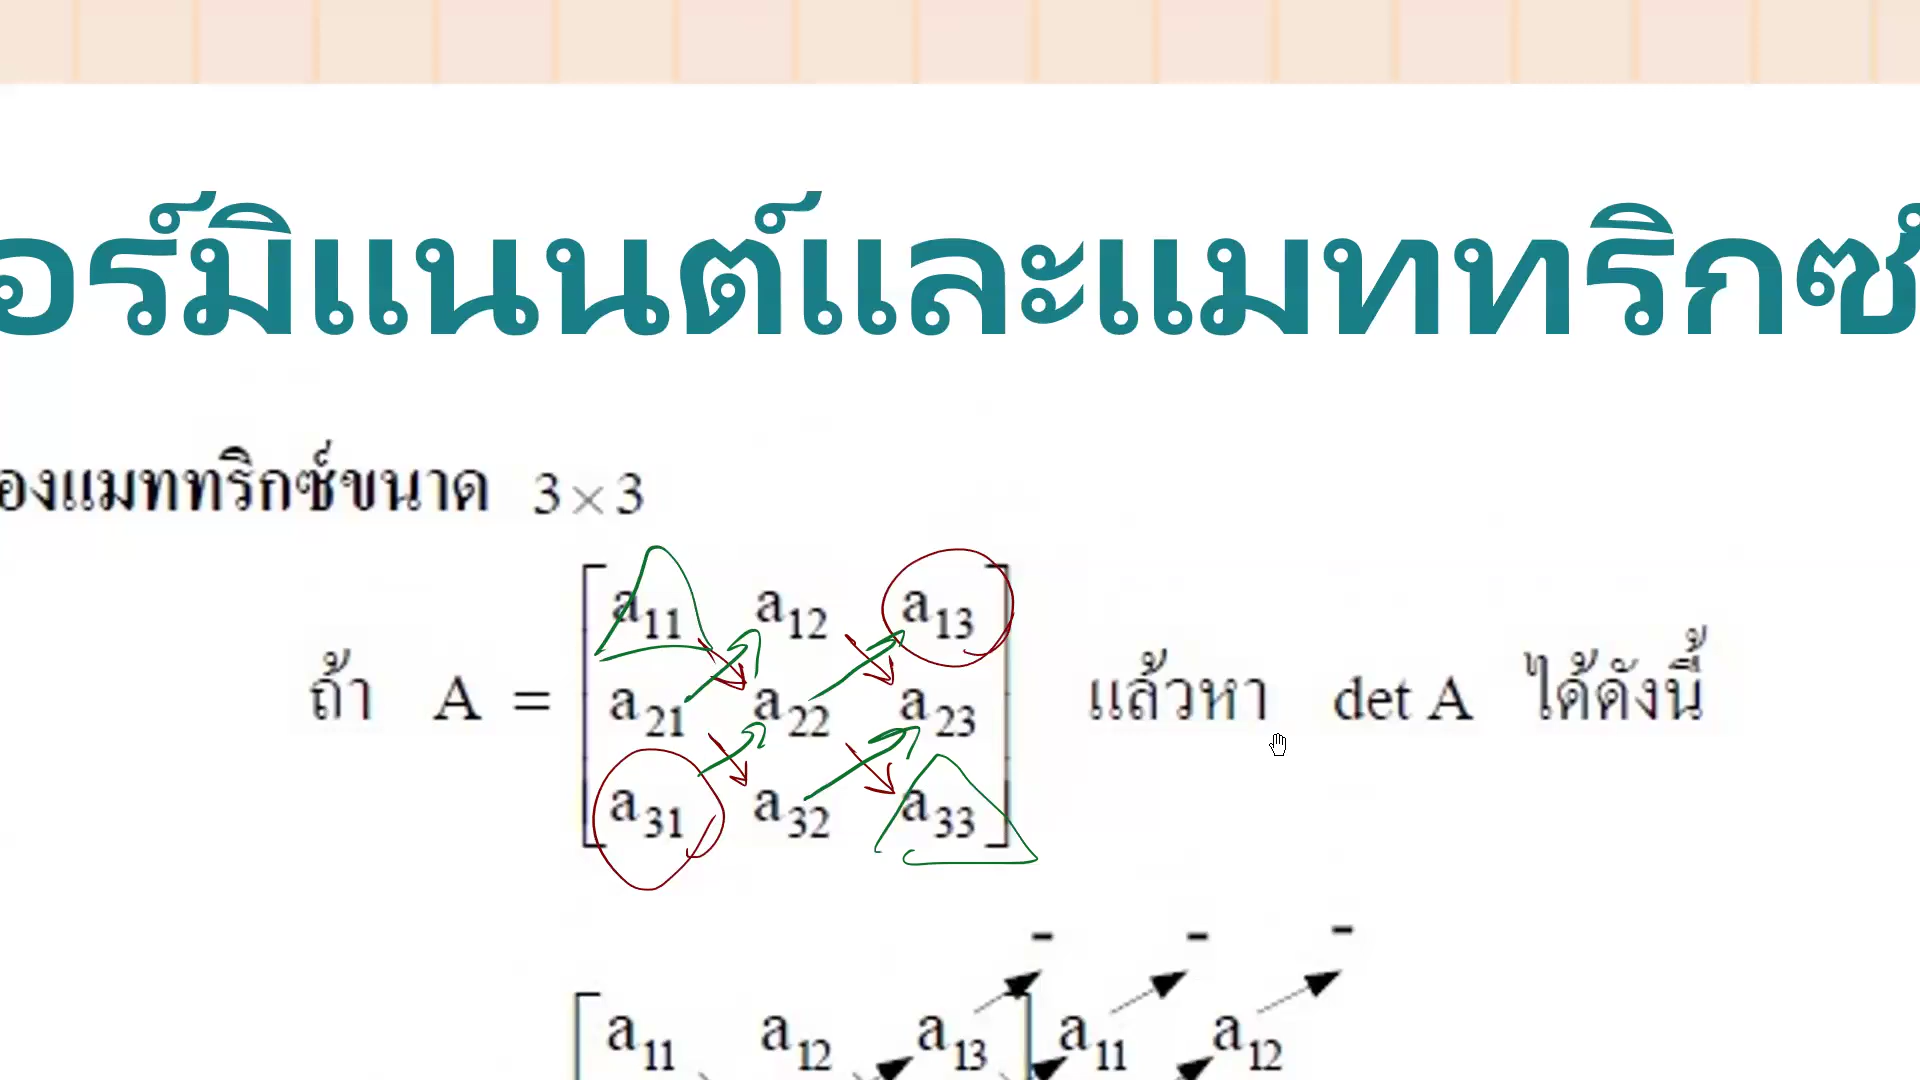 อร์มิแนนต์และแมททริกซ์
องแมททริกซ์ขนาด 3×3
a11 a12 a13
ถ้า A = a21 a22 a23 แล้วหา det A ได้ดังนี้
a31 a32 a33
- - -
a11 a12 a13 a11 a12